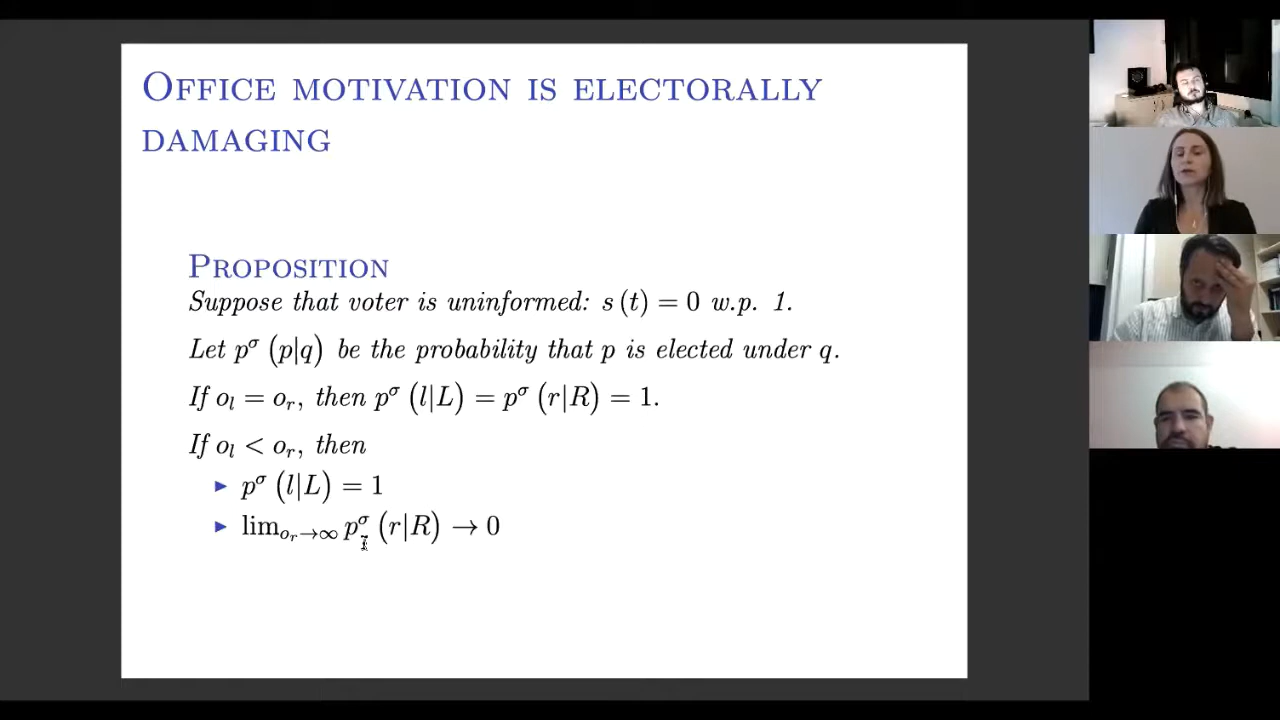 OFFICE MOTIVATION IS ELECTORALLY
DAMAGING
PROPOSITION
Suppose that voter is uninformed: s (t) = 0 w.p. 1.
Let p^σ (p|q) be the probability that p is elected under q.
If o_l = o_r, then p^σ (l|L) = p^σ (r|R) = 1.
If o_l < o_r, then
▶ p^σ (l|L) = 1
▶ lim_{o_r→∞} p^σ (r|R) → 0